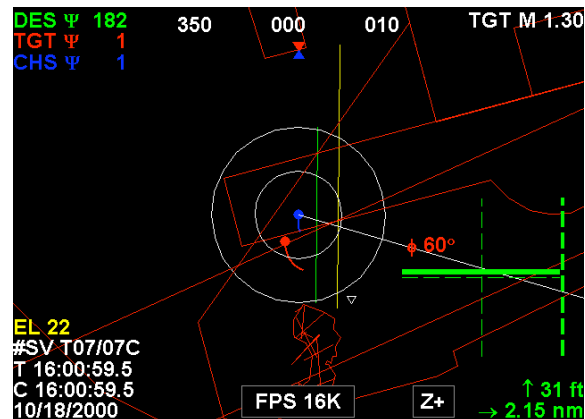 DES Ψ 182
350 000 010
TGT M 1.30
TGT Ψ 1
CHS Ψ 1
60°
EL 22
#SV T07/07C
T 16:00:59.5
C 16:00:59.5
10/18/2000
FPS 16K
Z+
↑ 31 ft
→ 2.15 nm